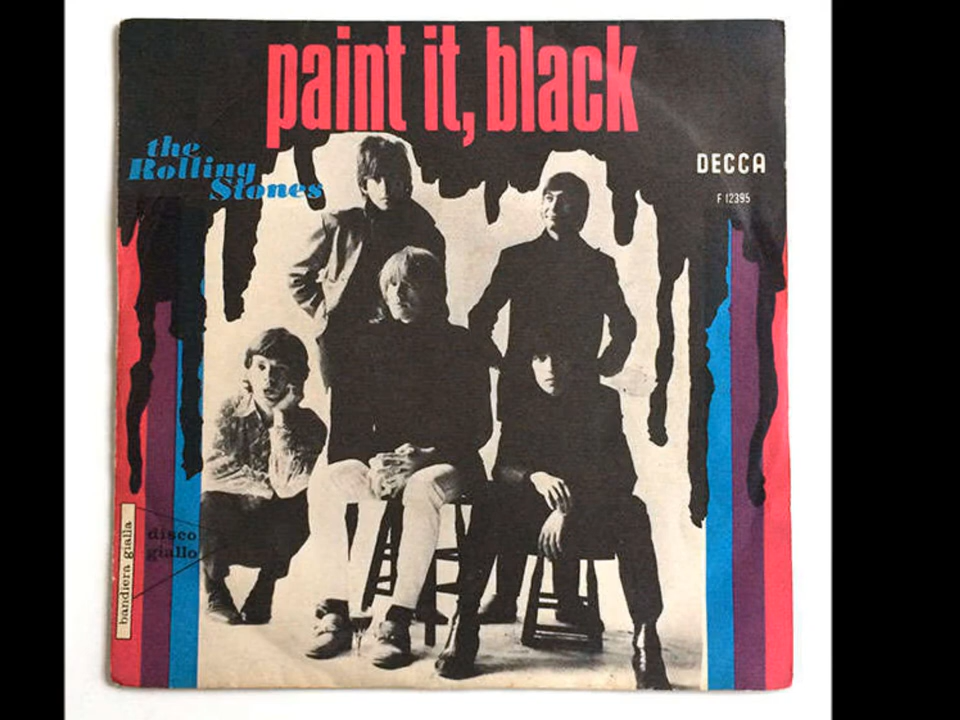 paint it, black
the
Rolling
Stones
DECCA
F 12395
disco
giallo
bandiera gialla